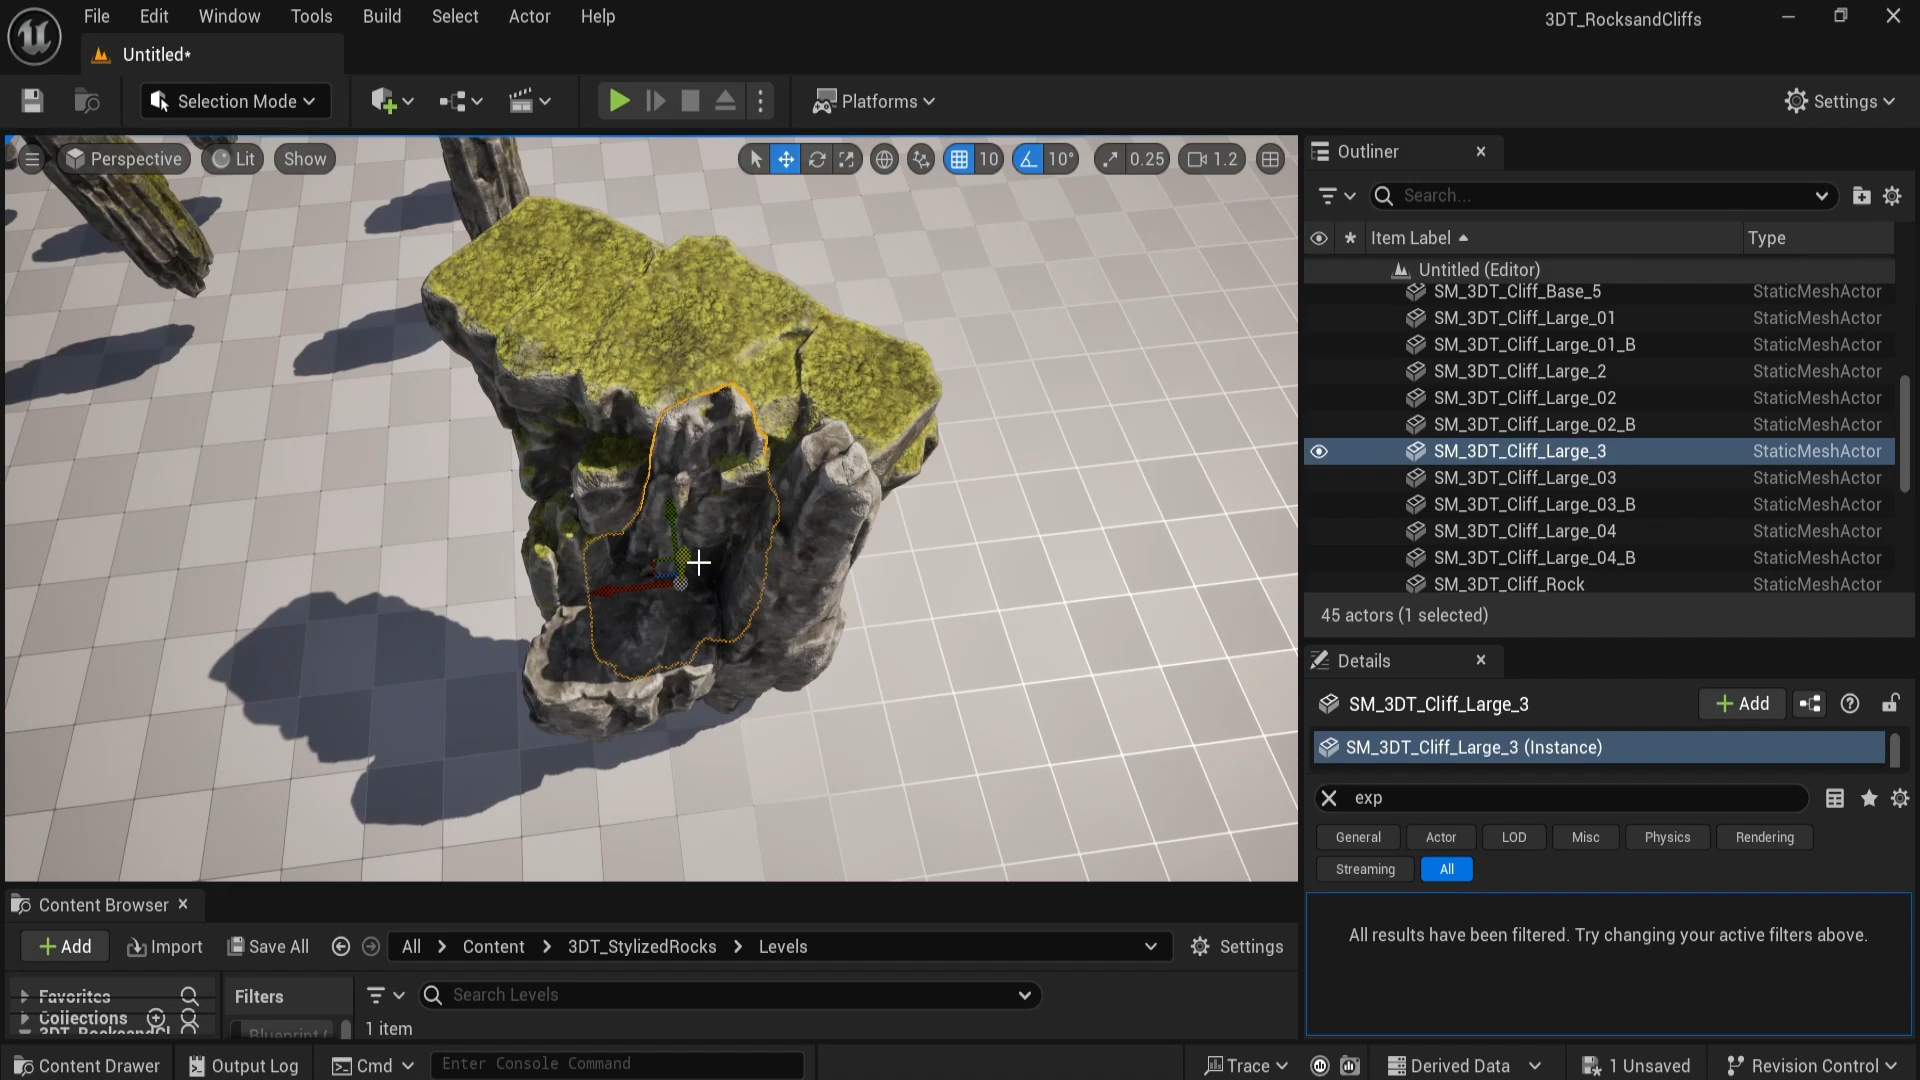 File Edit Window Tools Build Select Actor Help
3DT_RocksandCliffs
Untitled*
Selection Mode
Platforms
Settings
Perspective Lit Show
10 10° 0.25 1.2
Outliner
Search...
Item Label Type
Untitled (Editor)
SM_3DT_Cliff_Base_5 StaticMeshActor
SM_3DT_Cliff_Large_01 StaticMeshActor
SM_3DT_Cliff_Large_01_B StaticMeshActor
SM_3DT_Cliff_Large_2 StaticMeshActor
SM_3DT_Cliff_Large_02 StaticMeshActor
SM_3DT_Cliff_Large_02_B StaticMeshActor
SM_3DT_Cliff_Large_3 StaticMeshActor
SM_3DT_Cliff_Large_03 StaticMeshActor
SM_3DT_Cliff_Large_03_B StaticMeshActor
SM_3DT_Cliff_Large_04 StaticMeshActor
SM_3DT_Cliff_Large_04_B StaticMeshActor
SM_3DT_Cliff_Rock StaticMeshActor
45 actors (1 selected)
Details
SM_3DT_Cliff_Large_3
Add
SM_3DT_Cliff_Large_3 (Instance)
exp
General Actor LOD Misc Physics Rendering
Streaming All
All results have been filtered. Try changing your active filters above.
Content Browser
Add Import Save All All Content 3DT_StylizedRocks Levels Settings
Favorites Filters Search Levels
Collections
1 item
Content Drawer Output Log Cmd Enter Console Command Trace Derived Data 1 Unsaved Revision Control